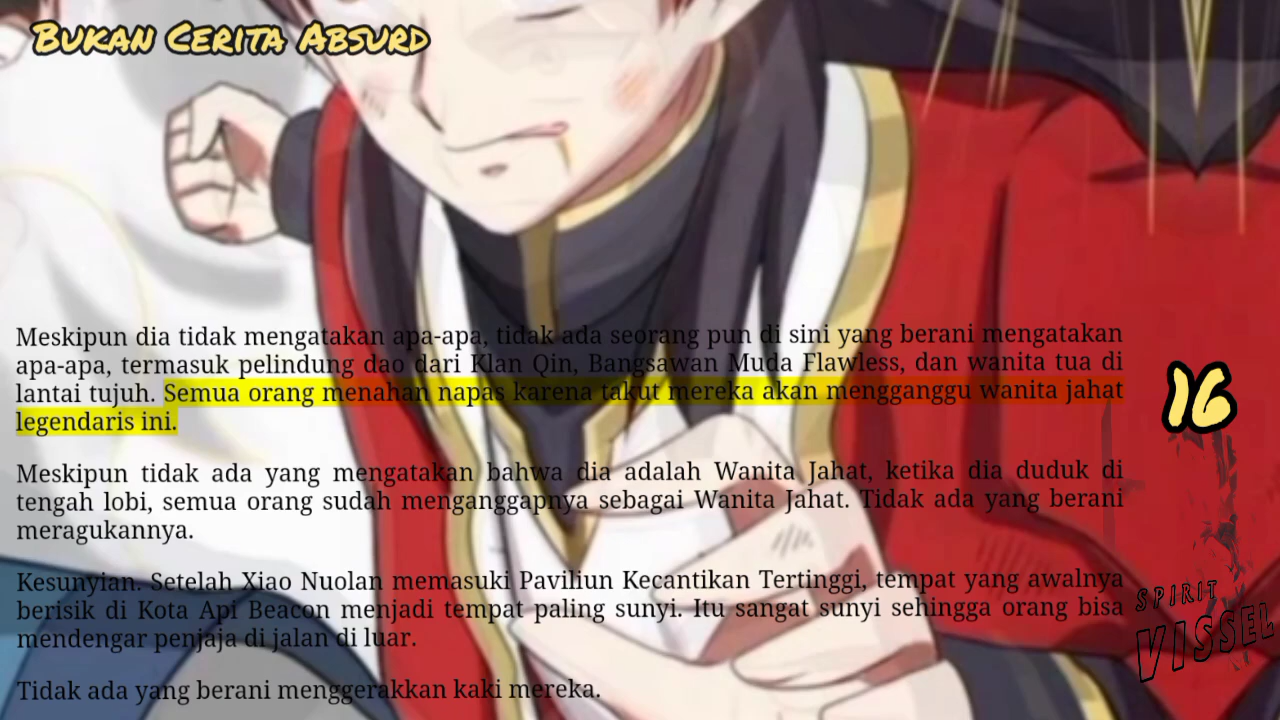 Bukan Cerita Absurd
Meskipun dia tidak mengatakan apa-apa, tidak ada seorang pun di sini yang berani mengatakan
apa-apa, termasuk pelindung dao dari Klan Qin, Bangsawan Muda Flawless, dan wanita tua di
lantai tujuh. Semua orang menahan napas karena takut mereka akan mengganggu wanita jahat
legendaris ini.
16
Meskipun tidak ada yang mengatakan bahwa dia adalah Wanita Jahat, ketika dia duduk di
tengah lobi, semua orang sudah menganggapnya sebagai Wanita Jahat. Tidak ada yang berani
meragukannya.
Kesunyian. Setelah Xiao Nuolan memasuki Paviliun Kecantikan Tertinggi, tempat yang awalnya
berisik di Kota Api Beacon menjadi tempat paling sunyi. Itu sangat sunyi sehingga orang bisa
mendengar penjaja di jalan di luar.
SPIRIT
VISSEL
Tidak ada yang berani menggerakkan kaki mereka.